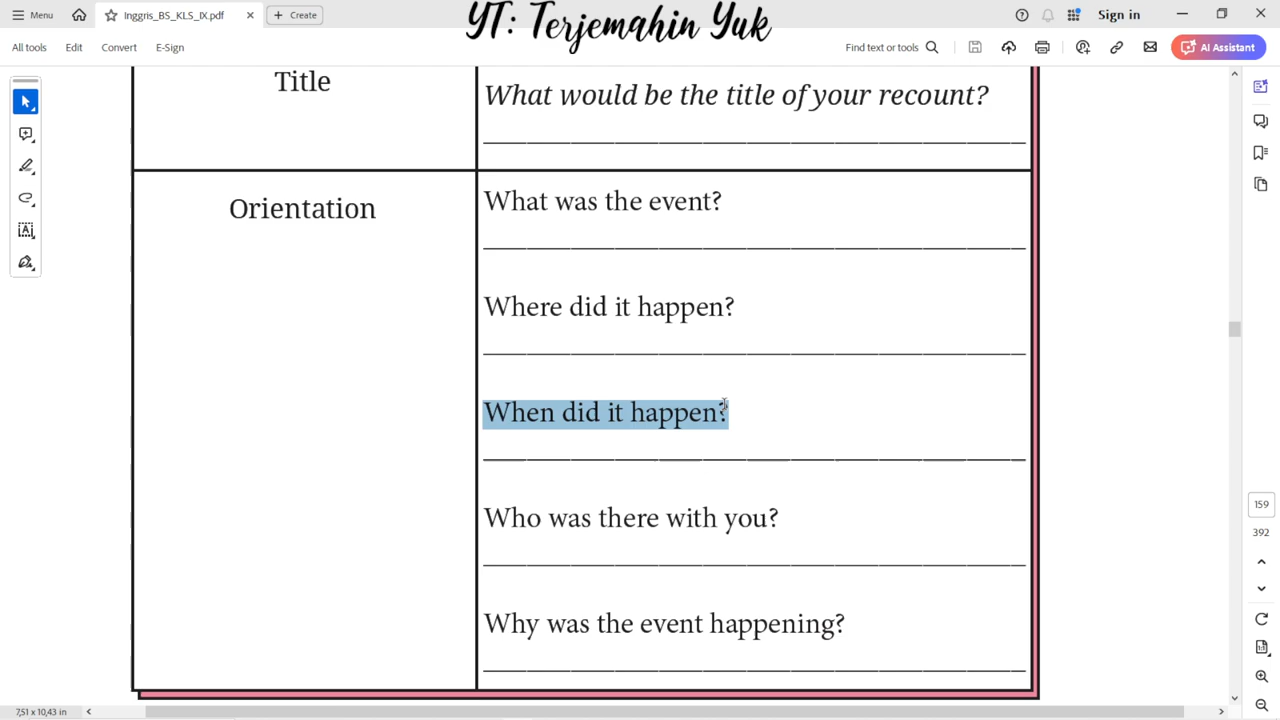 Menu
Inggris_BS_KLS_IX.pdf
Create
YT: Terjemahin Yuk
Sign in
All tools
Edit
Convert
E-Sign
Find text or tools
AI Assistant
Title
What would be the title of your recount?
Orientation
What was the event?
Where did it happen?
When did it happen?
Who was there with you?
Why was the event happening?
159
392
7,51 x 10,43 in